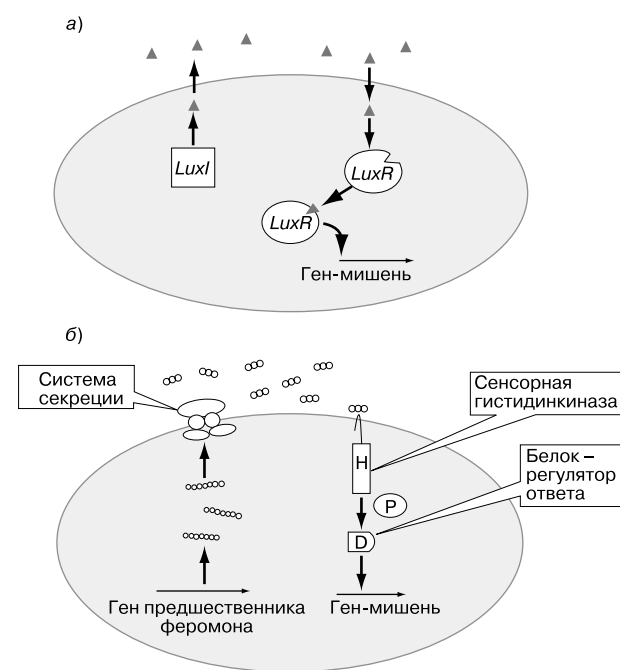 а)
LuxI
LuxR
LuxR
Ген-мишень
б)
Система
секреции
Сенсорная
гистидинкиназа
H
Белок –
регулятор
ответа
P
D
Ген предшественника
феромона
Ген-мишень